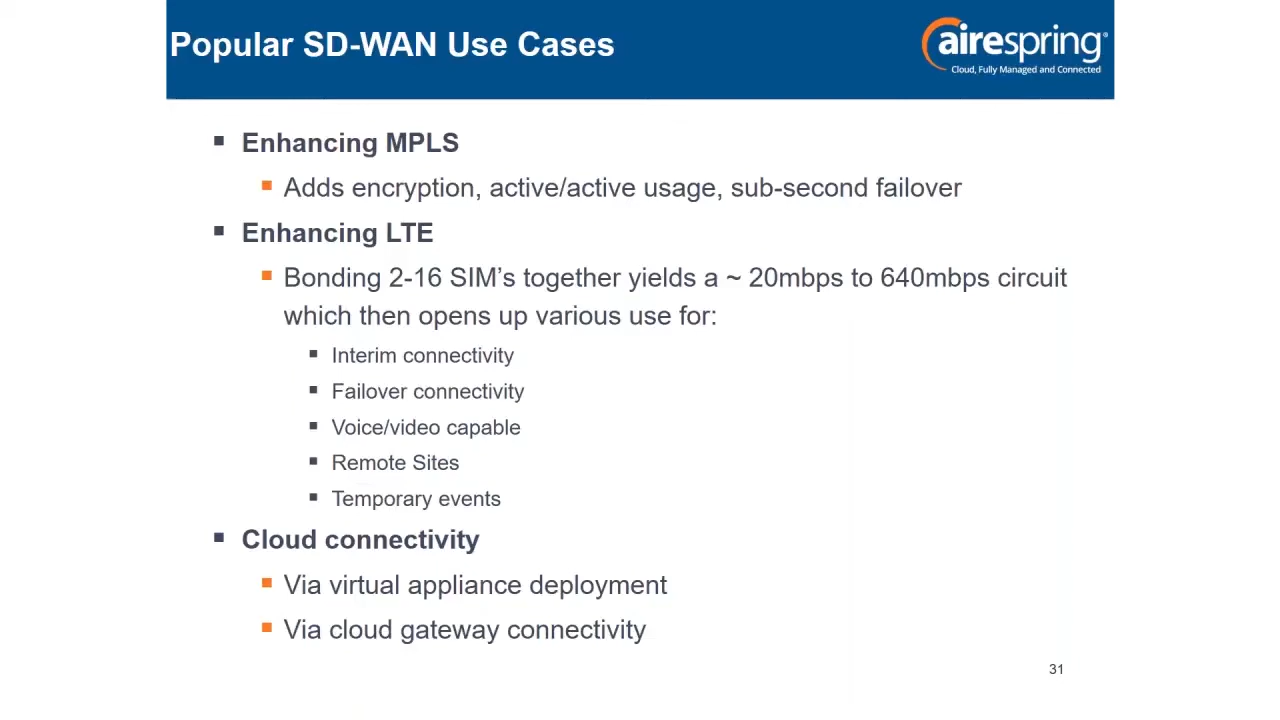 Popular SD-WAN Use Cases
airespring®
Cloud, Fully Managed and Connected
Enhancing MPLS
Adds encryption, active/active usage, sub-second failover
Enhancing LTE
Bonding 2-16 SIM’s together yields a ~ 20mbps to 640mbps circuit
which then opens up various use for:
Interim connectivity
Failover connectivity
Voice/video capable
Remote Sites
Temporary events
Cloud connectivity
Via virtual appliance deployment
Via cloud gateway connectivity
31